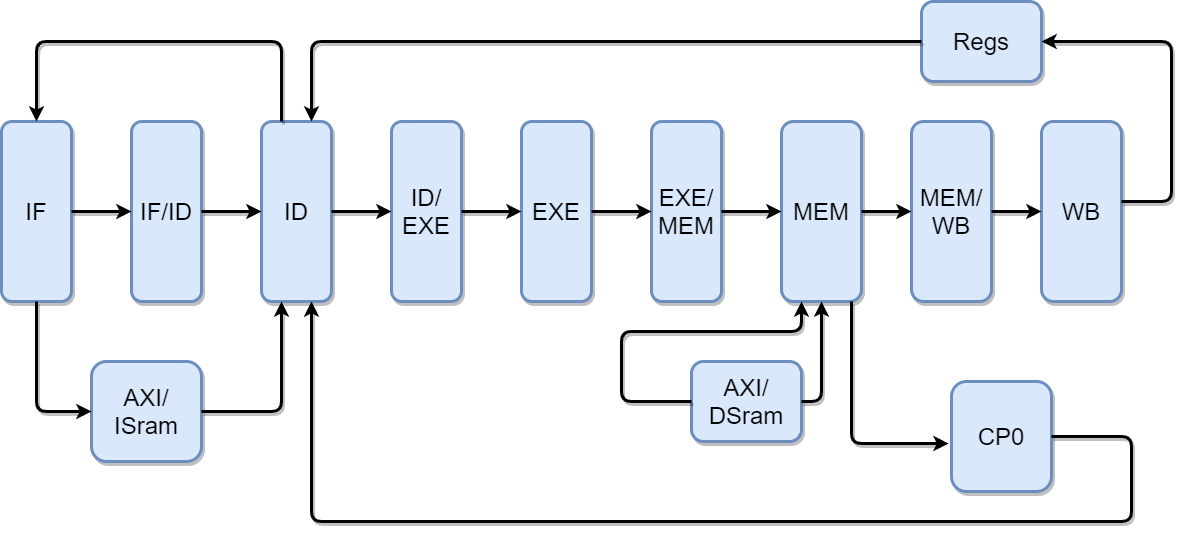 Regs
IF
IF/ID
ID
ID/
EXE
EXE
EXE/
MEM
MEM
MEM/
WB
WB
AXI/
ISram
AXI/
DSram
CP0